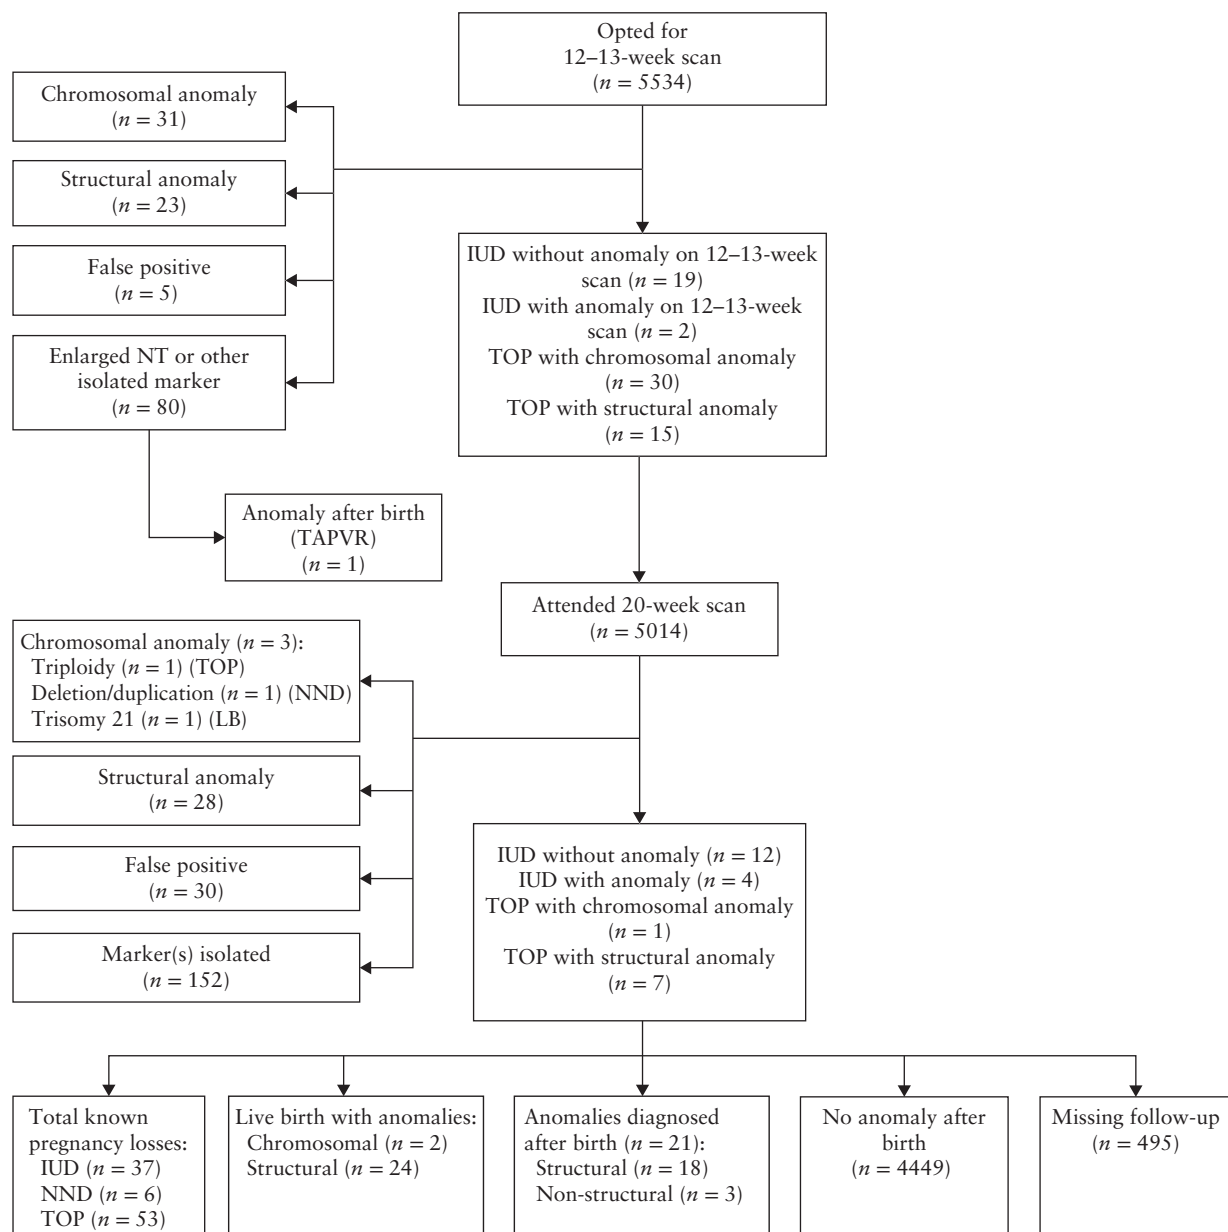 Opted for
12–13-week scan
(n = 5534)
Chromosomal anomaly
(n = 31)
Structural anomaly
(n = 23)
False positive
(n = 5)
Enlarged NT or other
isolated marker
(n = 80)
IUD without anomaly on 12–13-week
scan (n = 19)
IUD with anomaly on 12–13-week
scan (n = 2)
TOP with chromosomal anomaly
(n = 30)
TOP with structural anomaly
(n = 15)
Anomaly after birth
(TAPVR)
(n = 1)
Attended 20-week scan
(n = 5014)
Chromosomal anomaly (n = 3):
Triploidy (n = 1) (TOP)
Deletion/duplication (n = 1) (NND)
Trisomy 21 (n = 1) (LB)
Structural anomaly
(n = 28)
False positive
(n = 30)
Marker(s) isolated
(n = 152)
IUD without anomaly (n = 12)
IUD with anomaly (n = 4)
TOP with chromosomal anomaly
(n = 1)
TOP with structural anomaly
(n = 7)
Total known
pregnancy losses:
IUD (n = 37)
NND (n = 6)
TOP (n = 53)
Live birth with anomalies:
Chromosomal (n = 2)
Structural (n = 24)
Anomalies diagnosed
after birth (n = 21):
Structural (n = 18)
Non-structural (n = 3)
No anomaly after
birth
(n = 4449)
Missing follow-up
(n = 495)